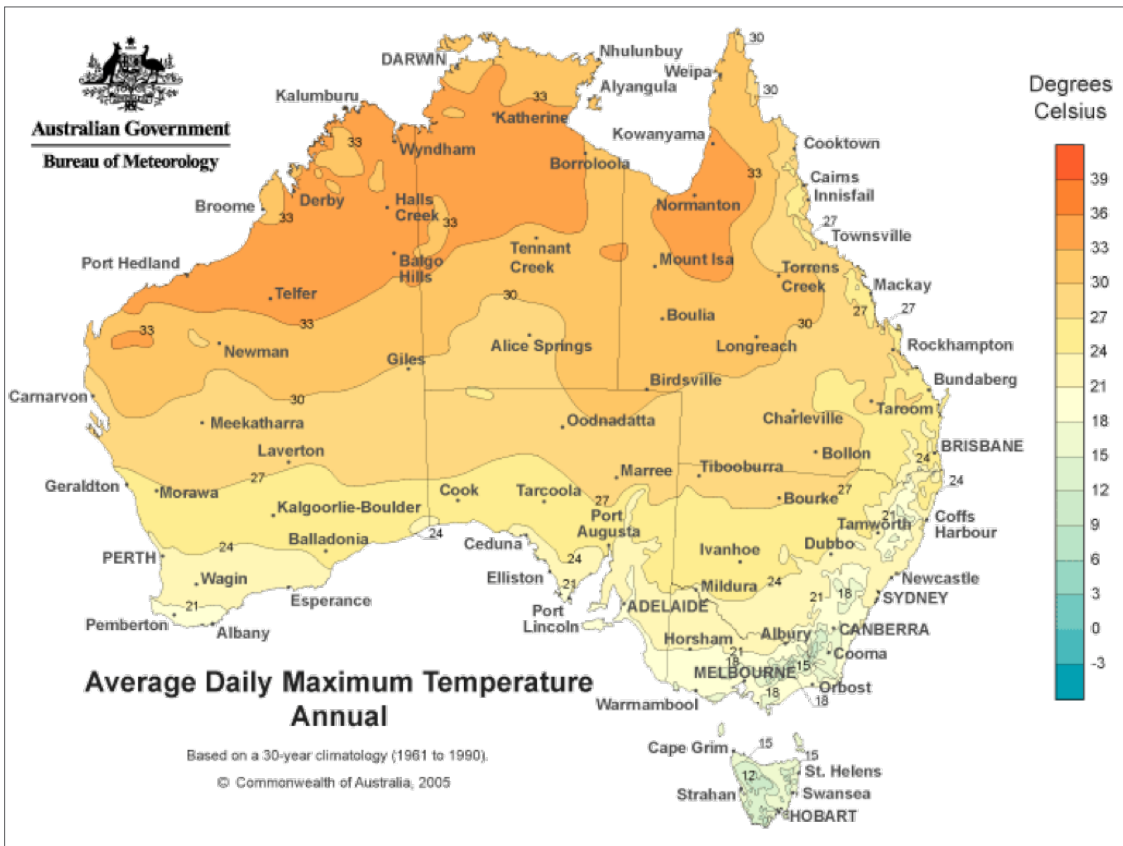 Australian Government
Bureau of Meteorology
Degrees
Celsius
39
36
33
30
27
24
21
18
15
12
9
6
3
0
-3
30
DARWIN
Nhulunbuy
Weipa
Alyangula
30
Kalumburu
33
Katherine
Kowanyama
33
Wyndham
Borroloola
Cooktown
33
Cairns
Innisfail
Derby
Halls
Creek
Normanton
Broome
33
33
27
Townsville
Tennant
Creek
Port Hedland
Balgo
Hills
Mount Isa
Torrens
Creek
Mackay
Telfer
30
27
27
33
33
Boulia
30
Newman
Alice Springs
Longreach
Rockhampton
Giles
Birdsville
Bundaberg
Carnarvon
30
Taroom
Meekatharra
Oodnadatta
Charleville
BRISBANE
Laverton
Bollon
24
Marree
Tibooburra
27
24
Geraldton
Morawa
Cook
Tarcoola
27
Bourke
27
Kalgoorlie-Boulder
Port
Augusta
21
Tamworth
Coffs
Harbour
24
Balladonia
Ceduna
24
PERTH
24
Ivanhoe
Dubbo
Wagin
Elliston
21
Mildura
24
Newcastle
18
21
SYDNEY
Esperance
21
Port
Lincoln
ADELAIDE
Pemberton
Albany
Horsham
Albury
CANBERRA
21
18
15
Cooma
MELBOURNE
Average Daily Maximum Temperature
Annual
Warrnambool
18
18
Orbost
Based on a 30-year climatology (1961 to 1990).
© Commonwealth of Australia, 2005
Cape Grim
15
15
12
St. Helens
Strahan
Swansea
HOBART